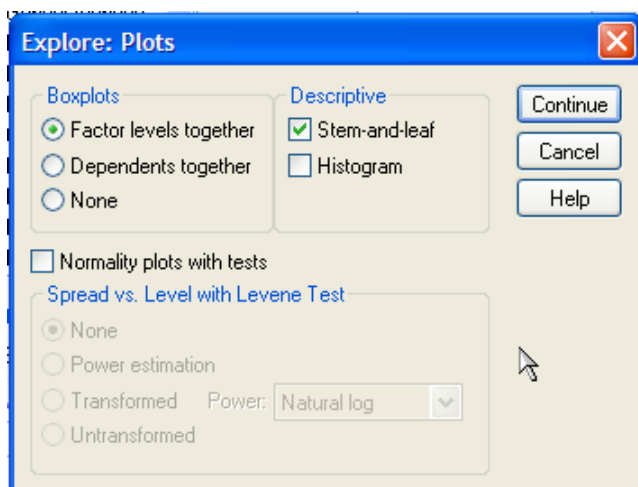 Explore: Plots
Boxplots
Factor levels together
Dependents together
None
Descriptive
Stem-and-leaf
Histogram
Continue
Cancel
Help
Normality plots with tests
Spread vs. Level with Levene Test
None
Power estimation
Transformed Power: Natural log
Untransformed